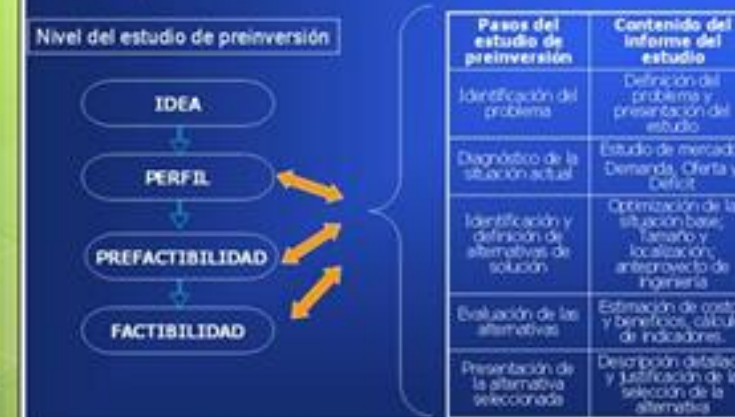 Nivel del estudio de preinversión
IDEA
PERFIL
PREFACTIBILIDAD
FACTIBILIDAD
Pasos del
estudio de
preinversión
Contenido del
informe del
estudio
Identificación del
problema
Definición del
problema y
presentación del
estudio
Diagnóstico de la
situación actual
Estudio de mercado
Demanda, Oferta y
Déficit
Identificación y
definición de
alternativas de
solución
Optimización de la
situación base;
Tamaño y
localización;
anteproyecto de
ingeniería
Evaluación de las
alternativas
Estimación de costo
y beneficios, cálcul
de indicadores.
Presentación de
la alternativa
seleccionada
Descripción detallad
y justificación de la
selección de la
alternativa